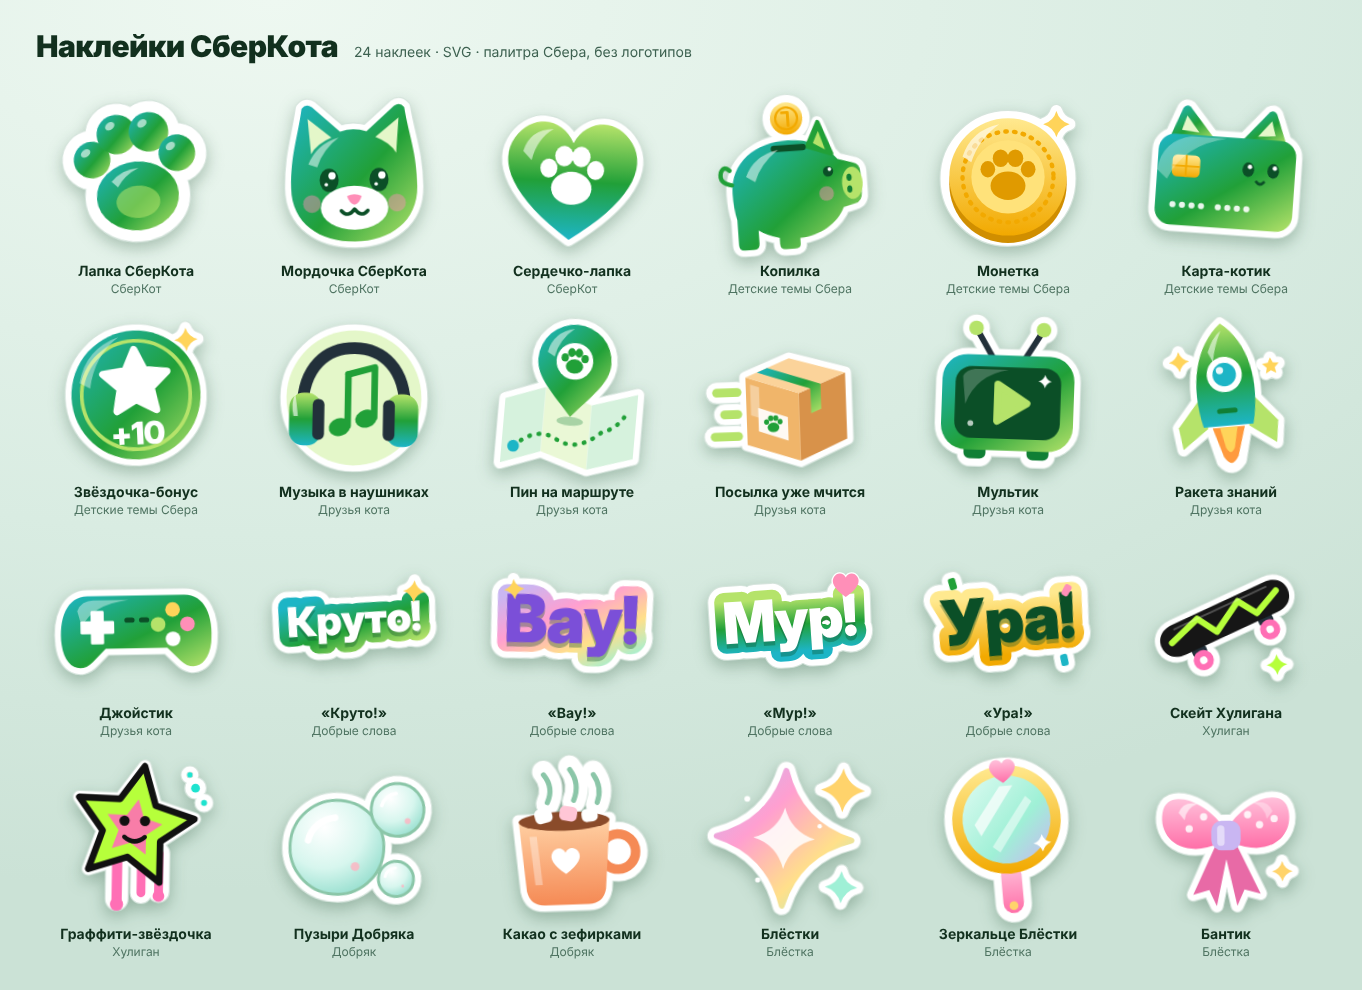 Наклейки СберКота
24 наклеек · SVG · палитра Сбера, без логотипов
1
Лапка СберКота
СберКот
Мордочка СберКота
СберКот
Сердечко-лапка
СберКот
Копилка
Детские темы Сбера
Монетка
Детские темы Сбера
Карта-котик
Детские темы Сбера
+10
Звёздочка-бонус
Детские темы Сбера
Музыка в наушниках
Друзья кота
Пин на маршруте
Друзья кота
Посылка уже мчится
Друзья кота
Мультик
Друзья кота
Ракета знаний
Друзья кота
Круто!
Вау!
Мур!
Ура!
Джойстик
Друзья кота
«Круто!»
Добрые слова
«Вау!»
Добрые слова
«Мур!»
Добрые слова
«Ура!»
Добрые слова
Скейт Хулигана
Хулиган
Граффити-звёздочка
Хулиган
Пузыри Добряка
Добряк
Какао с зефирками
Добряк
Блёстки
Блёстка
Зеркальце Блёстки
Блёстка
Бантик
Блёстка